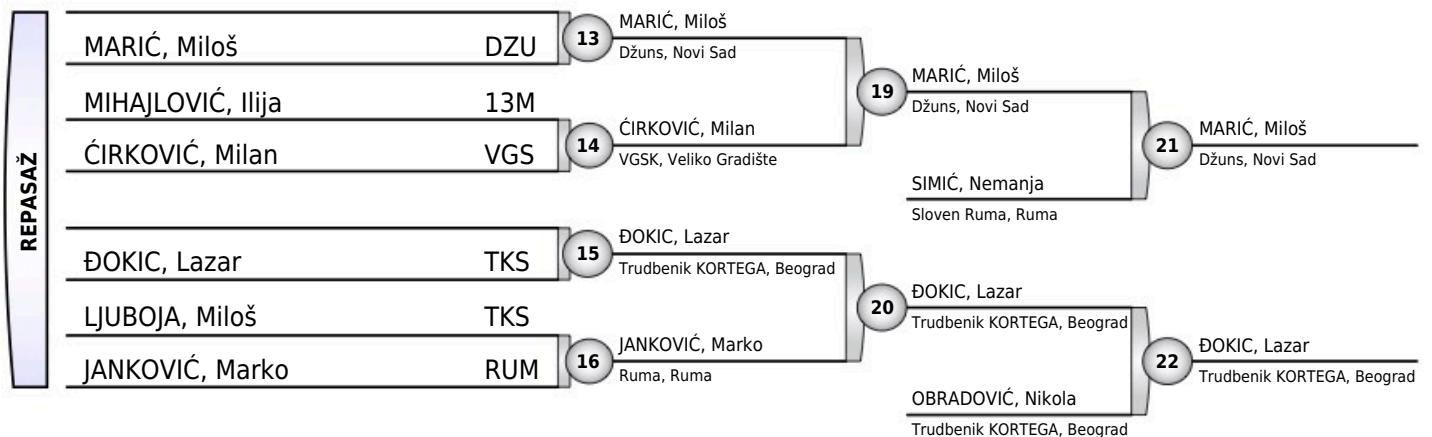 REPASAŽ
MARIĆ, Miloš DZU
MIHAJLOVIĆ, Ilija 13M
ĆIRKOVIĆ, Milan VGS
ĐOKIC, Lazar TKS
LJUBOJA, Miloš TKS
JANKOVIĆ, Marko RUM
13
MARIĆ, Miloš
Džuns, Novi Sad
14
ĆIRKOVIĆ, Milan
VGSK, Veliko Gradište
15
ĐOKIC, Lazar
Trudbenik KORTEGA, Beograd
16
JANKOVIĆ, Marko
Ruma, Ruma
19
MARIĆ, Miloš
Džuns, Novi Sad
SIMIĆ, Nemanja
Sloven Ruma, Ruma
20
ĐOKIC, Lazar
Trudbenik KORTEGA, Beograd
OBRADOVIĆ, Nikola
Trudbenik KORTEGA, Beograd
21
MARIĆ, Miloš
Džuns, Novi Sad
22
ĐOKIC, Lazar
Trudbenik KORTEGA, Beograd